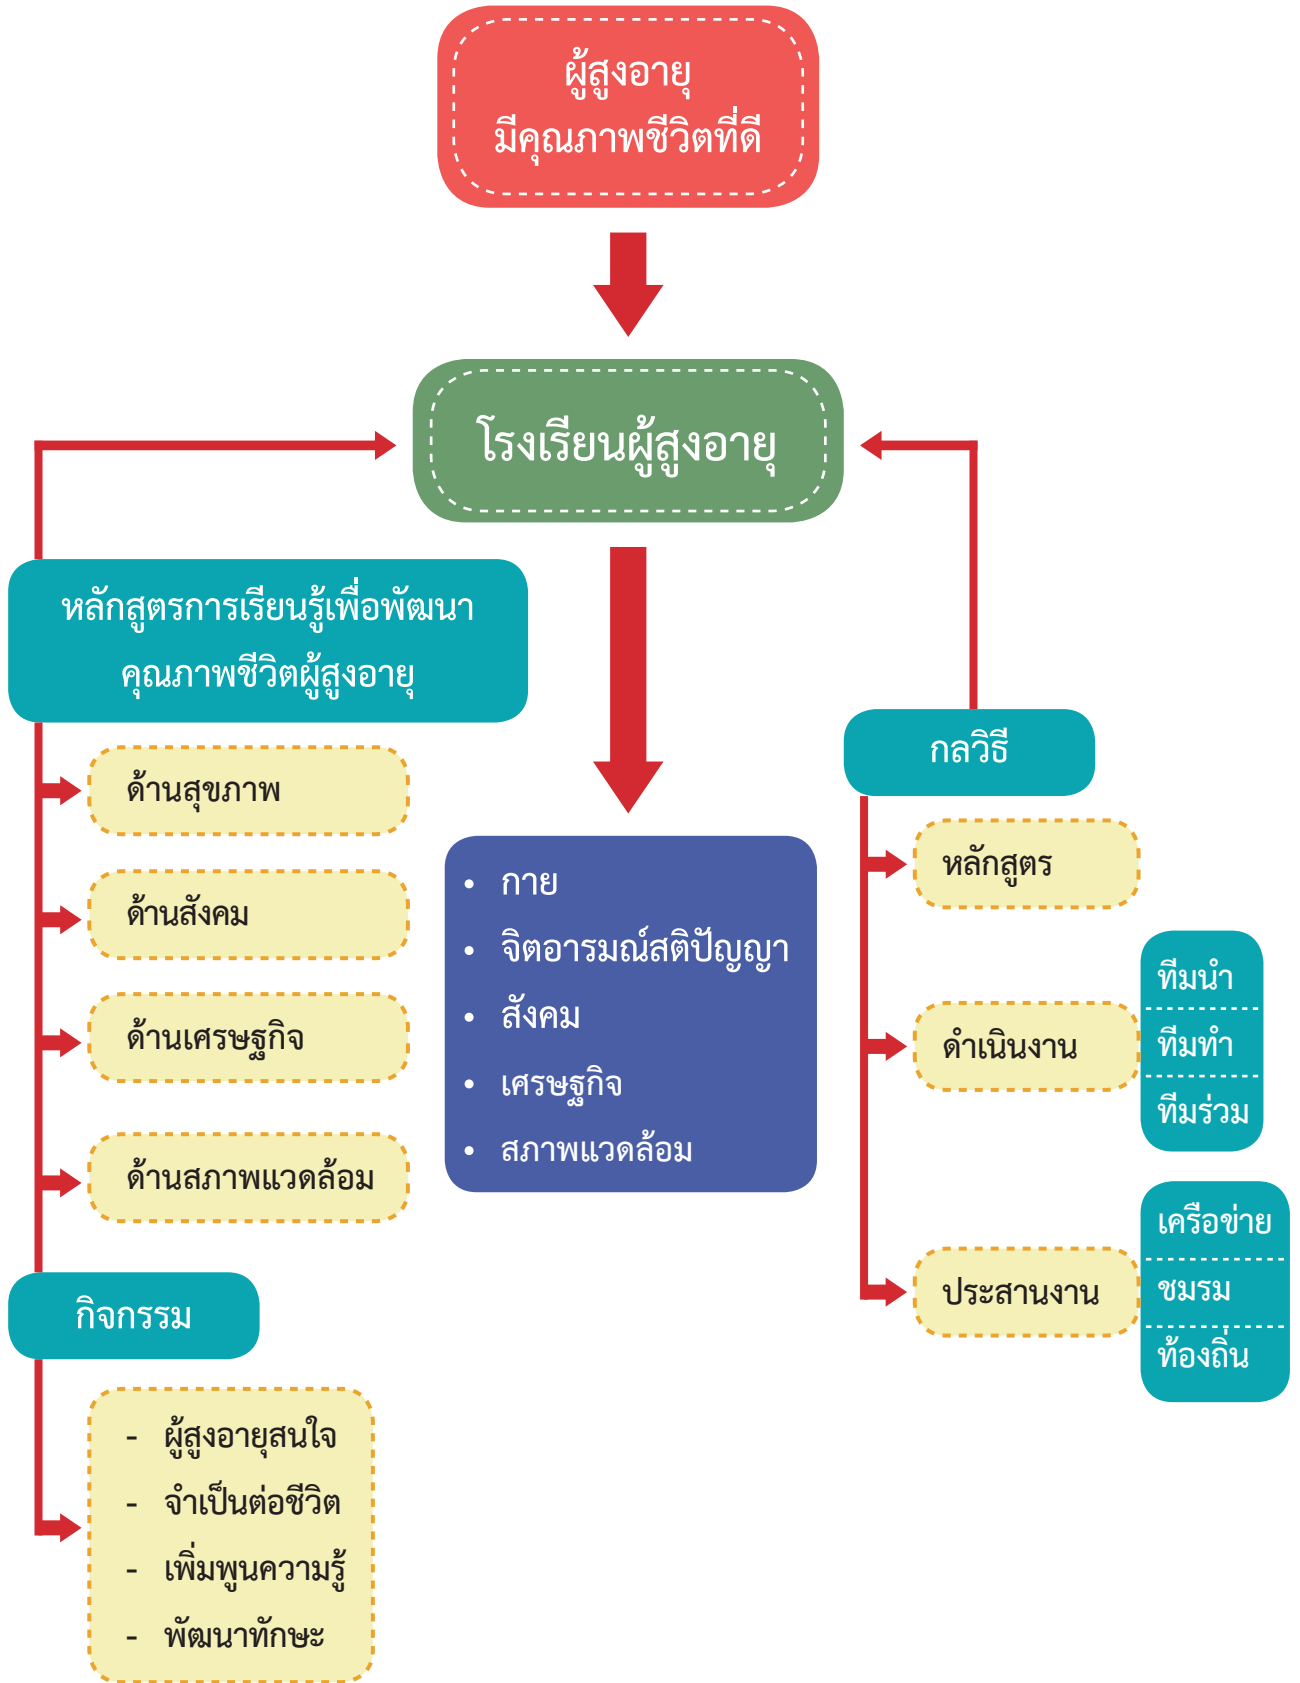 ผู้สูงอายุ
มีคุณภาพชีวิตที่ดี
โรงเรียนผู้สูงอายุ
หลักสูตรการเรียนรู้เพื่อพัฒนา
คุณภาพชีวิตผู้สูงอายุ
ด้านสุขภาพ
ด้านสังคม
ด้านเศรษฐกิจ
ด้านสภาพแวดล้อม
กิจกรรม
- ผู้สูงอายุสนใจ
- จำเป็นต่อชีวิต
- เพิ่มพูนความรู้
- พัฒนาทักษะ
• กาย
• จิตอารมณ์สติปัญญา
• สังคม
• เศรษฐกิจ
• สภาพแวดล้อม
กลวิธี
หลักสูตร
ดำเนินงาน
ทีมนำ
ทีมทำ
ทีมร่วม
ประสานงาน
เครือข่าย
ชมรม
ท้องถิ่น